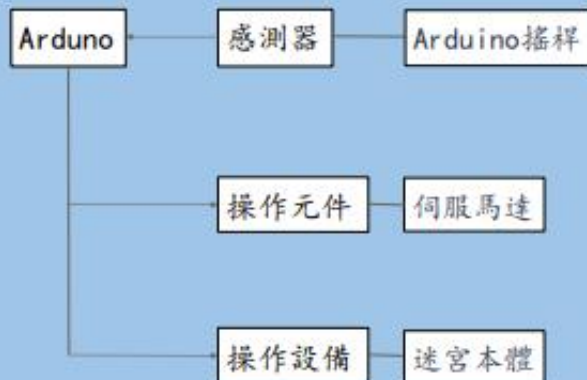 Arduno
感測器
Arduino搖桿
操作元件
伺服馬達
操作設備
迷宮本體